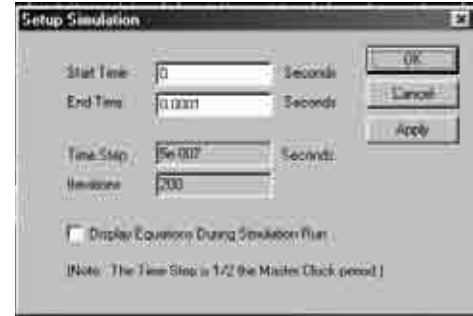 Setup Simulation
Start Time: 0 Seconds
End Time: 0.0001 Seconds
Time Step 5e-007 Seconds
Iterations 200
OK
Cancel
Apply
Display Equations During Simulation Run
(Note: The Time Step is 1/2 the Master Clock period.)